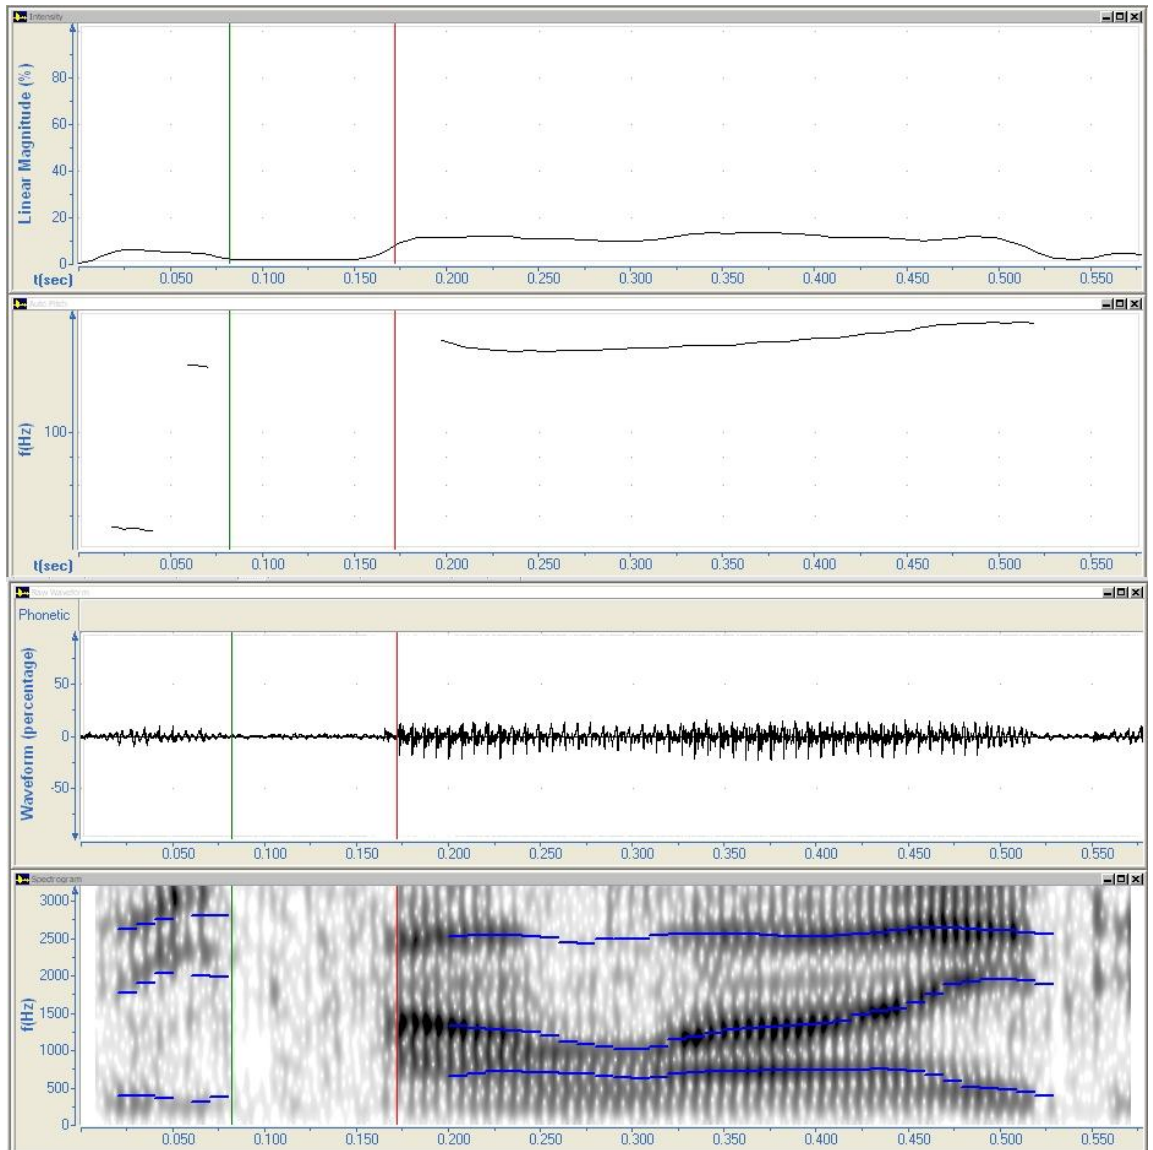 Intensity
Linear Magnitude (%)
80
60
40
20
0
t(sec) 0.050 0.100 0.150 0.200 0.250 0.300 0.350 0.400 0.450 0.500 0.550
Auto Pitch
f(Hz)
100
t(sec) 0.050 0.100 0.150 0.200 0.250 0.300 0.350 0.400 0.450 0.500 0.550
Raw Waveform
Phonetic
Waveform (percentage)
50
0
-50
0.050 0.100 0.150 0.200 0.250 0.300 0.350 0.400 0.450 0.500 0.550
Spectrogram
f(Hz)
3000
2500
2000
1500
1000
500
0
0.050 0.100 0.150 0.200 0.250 0.300 0.350 0.400 0.450 0.500 0.550